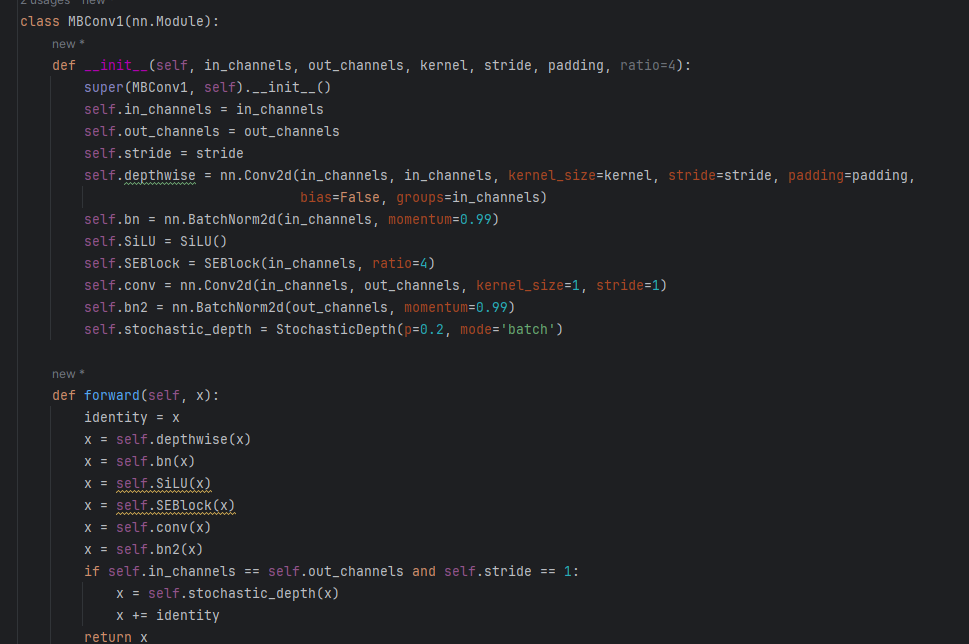 2 usages new *
class MBConv1(nn.Module):
    new *
    def __init__(self, in_channels, out_channels, kernel, stride, padding, ratio=4):
        super(MBConv1, self).__init__()
        self.in_channels = in_channels
        self.out_channels = out_channels
        self.stride = stride
        self.depthwise = nn.Conv2d(in_channels, in_channels, kernel_size=kernel, stride=stride, padding=padding,
                                   bias=False, groups=in_channels)
        self.bn = nn.BatchNorm2d(in_channels, momentum=0.99)
        self.SiLU = SiLU()
        self.SEBlock = SEBlock(in_channels, ratio=4)
        self.conv = nn.Conv2d(in_channels, out_channels, kernel_size=1, stride=1)
        self.bn2 = nn.BatchNorm2d(out_channels, momentum=0.99)
        self.stochastic_depth = StochasticDepth(p=0.2, mode='batch')
    new *
    def forward(self, x):
        identity = x
        x = self.depthwise(x)
        x = self.bn(x)
        x = self.SiLU(x)
        x = self.SEBlock(x)
        x = self.conv(x)
        x = self.bn2(x)
        if self.in_channels == self.out_channels and self.stride == 1:
            x = self.stochastic_depth(x)
            x += identity
        return x